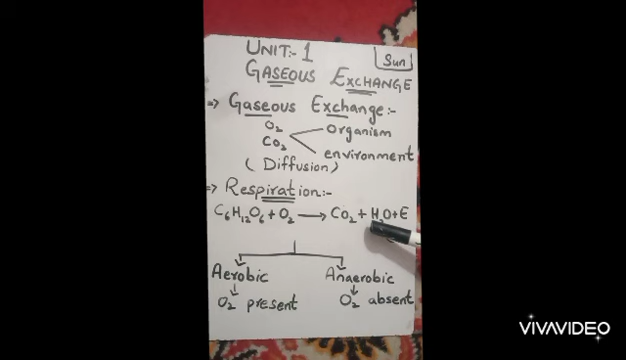 UNIT:- 1
Sun
GASEOUS EXCHANGE
=> Gaseous Exchange:-
O₂ Organism
CO₂
environment
(Diffusion)
=> Respiration:-
C₆H₁₂O₆ + O₂ → CO₂ + H₂O+E
Aerobic Anaerobic
↓ ↓
O₂ present O₂ absent
VIVAVIDEO